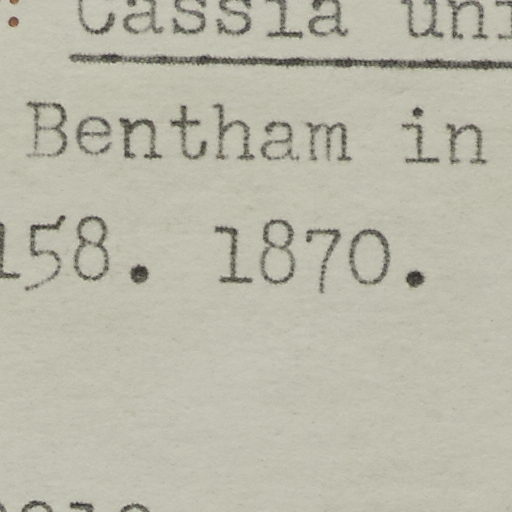 Cassia uni
Bentham in
158. 1870.